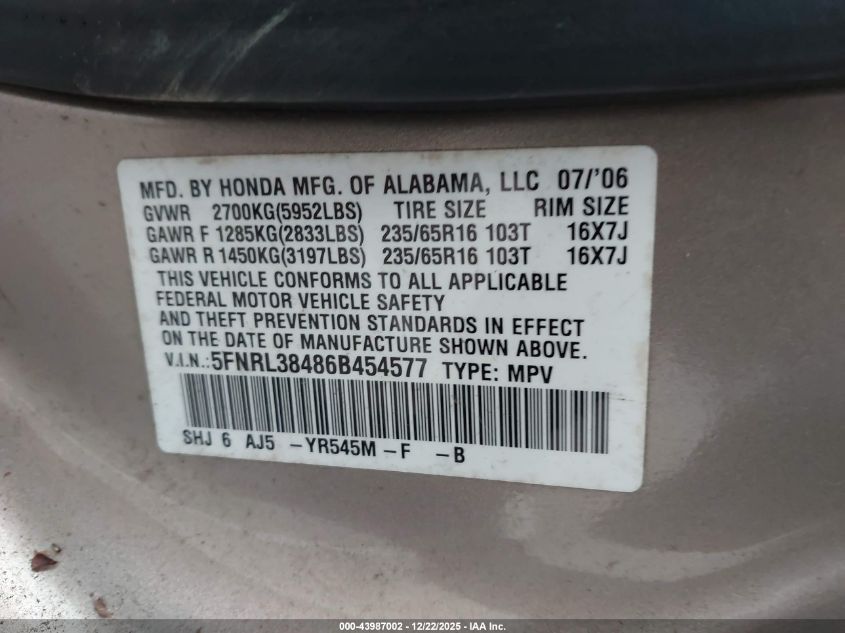 MFD. BY HONDA MFG. OF ALABAMA, LLC 07/'06
GVWR 2700KG(5952LBS) TIRE SIZE RIM SIZE
GAWR F 1285KG(2833LBS) 235/65R16 103T 16X7J
GAWR R 1450KG(3197LBS) 235/65R16 103T 16X7J
THIS VEHICLE CONFORMS TO ALL APPLICABLE
FEDERAL MOTOR VEHICLE SAFETY
AND THEFT PREVENTION STANDARDS IN EFFECT
ON THE DATE OF MANUFACTURE SHOWN ABOVE.
V.I.N.:5FNRL38486B454577 TYPE: MPV
SHJ 6 AJ5 -YR545M-F -B
000-43987002 - 12/22/2025 - IAA Inc.